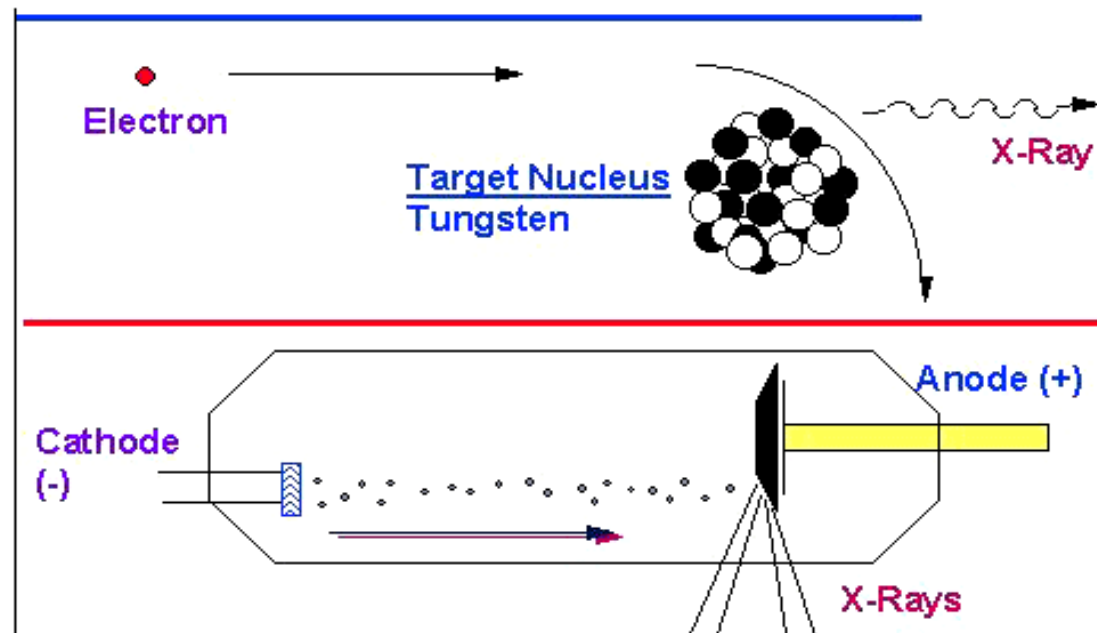 Electron
X-Ray
Target Nucleus
Tungsten
Anode (+)
Cathode
(-)
X-Rays